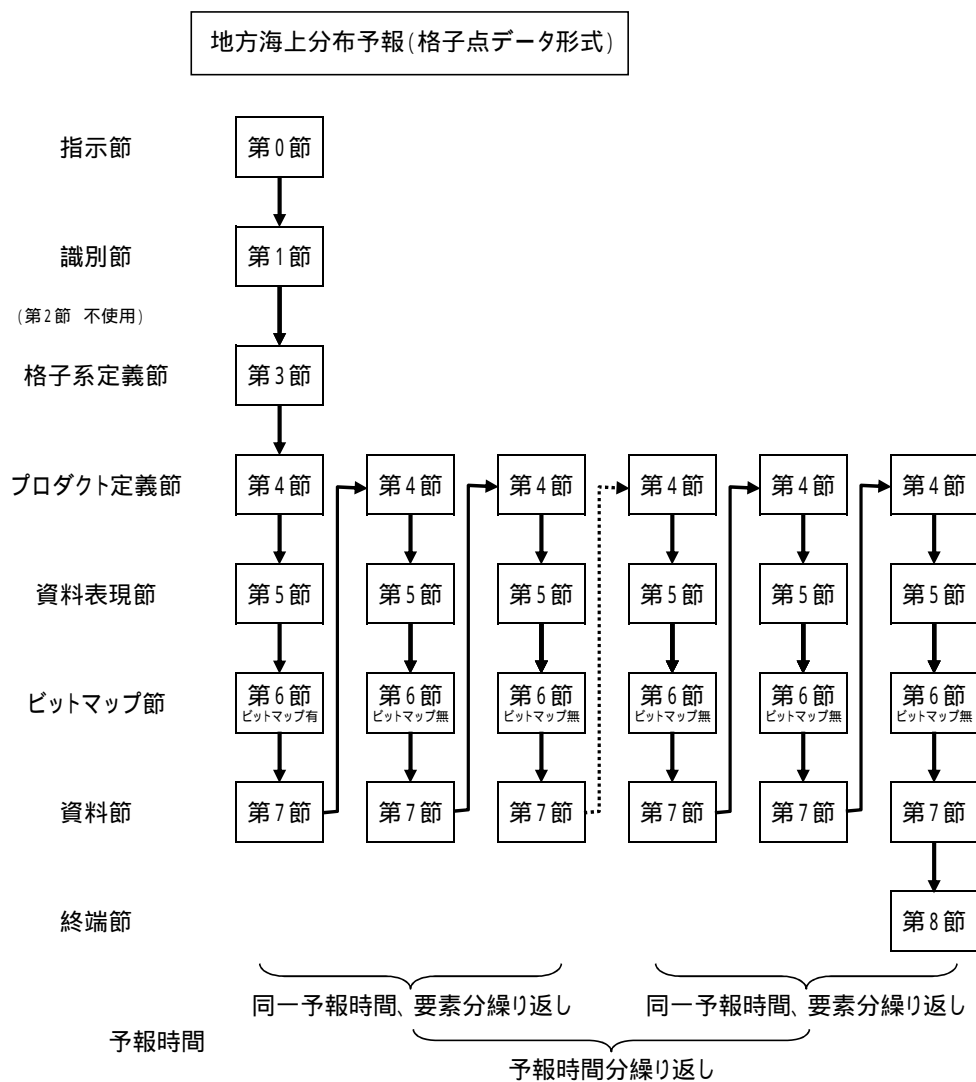 地方海上分布予報(格子点データ形式)
指示節 第0節
識別節 第1節
(第2節 不使用)
格子系定義節 第3節
プロダクト定義節 第4節 第4節 第4節 第4節 第4節 第4節
資料表現節 第5節 第5節 第5節 第5節 第5節 第5節
ビットマップ節 第6節 第6節 第6節 第6節 第6節 第6節
ビットマップ有 ビットマップ無 ビットマップ無 ビットマップ無 ビットマップ無 ビットマップ無
資料節 第7節 第7節 第7節 第7節 第7節 第7節
終端節 第8節
同一予報時間、要素分繰り返し 同一予報時間、要素分繰り返し
予報時間
予報時間分繰り返し